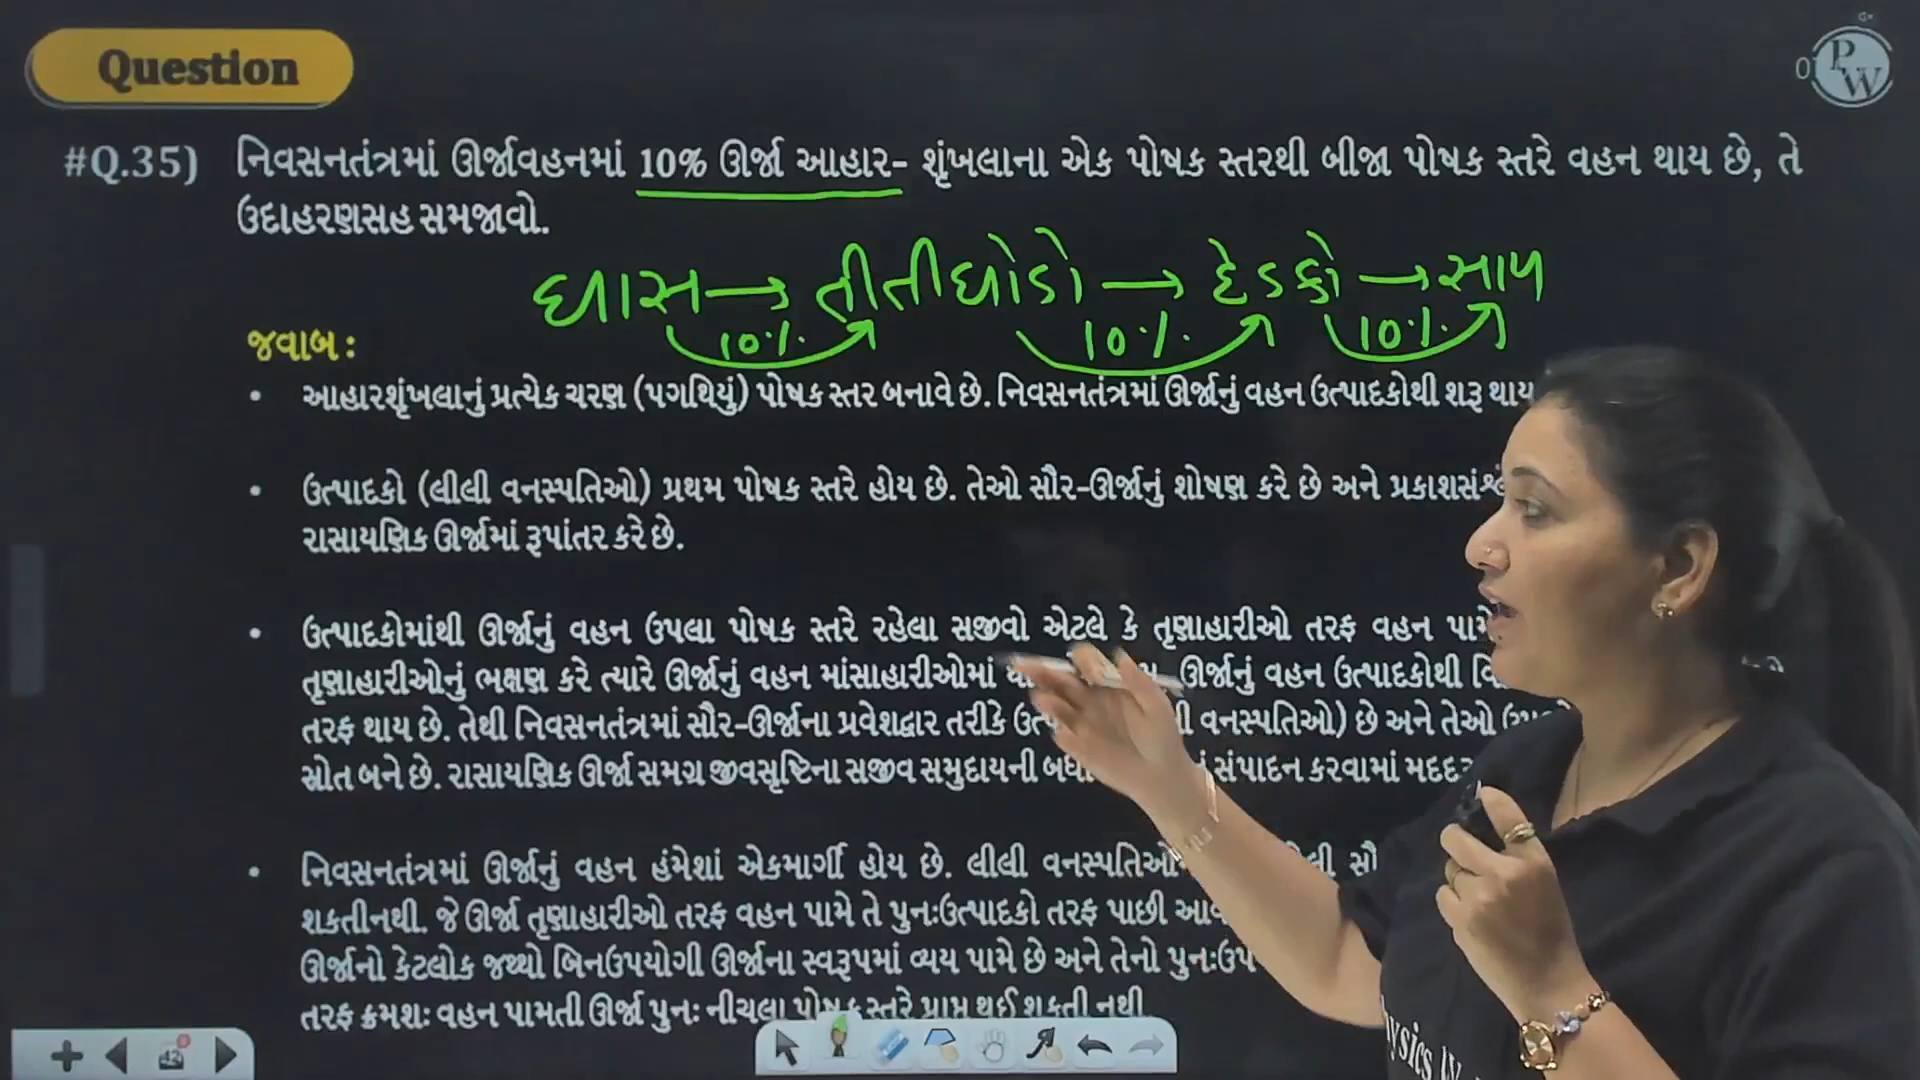 Question
PW
#Q.35) નિવસનતંત્રમાં ઊર્જાવહનમાં 10% ઊર્જા આહાર- શૃંખલાના એક પોષક સ્તરથી બીજા પોષક સ્તરે વહન થાય છે, તે
ઉદાહરણસહ સમજાવો.
ઘાસ → તીતીઘોડો → દેડકો → સાપ
10% 10% 10%
જવાબ :
• આહારશૃંખલાનું પ્રત્યેક ચરણ (પગથિયું) પોષક સ્તર બનાવે છે. નિવસનતંત્રમાં ઊર્જાનું વહન ઉત્પાદકોથી શરૂ થાય
• ઉત્પાદકો (લીલી વનસ્પતિઓ) પ્રથમ પોષક સ્તરે હોય છે. તેઓ સૌર-ઊર્જાનું શોષણ કરે છે અને
રાસાયણિક ઊર્જામાં રૂપાંતર કરે છે.
• ઉત્પાદકોમાંથી ઊર્જાનું વહન ઉપલા પોષક સ્તરે રહેલા સજીવો એટલે કે તૃણાહારીઓ તરફ વહન
તૃણાહારીઓનું ભક્ષણ કરે ત્યારે ઊર્જાનું વહન માંસાહારીઓમાં ઊર્જાનું વહન ઉત્પાદકોથી
તરફ થાય છે. તેથી નિવસનતંત્રમાં સૌર-ઊર્જાના પ્રવેશદ્વાર તરીકે વનસ્પતિઓ) છે અને તેઓ
સ્રોત બને છે. રાસાયણિક ઊર્જા સમગ્ર જીવસૃષ્ટિના સજીવ સમુદાયની સંપાદન કરવામાં
• નિવસનતંત્રમાં ઊર્જાનું વહન હંમેશાં એકમાર્ગી હોય છે. લીલી
શકતીનથી. જે ઊર્જા તૃણાહારીઓ તરફ વહન પામે તે પુનઃઉત્પાદકો તરફ પાછી
ઊર્જાનો કેટલોક જથ્થો બિનઉપયોગી ઊર્જાના સ્વરૂપમાં વ્યય પામે છે અને તેનો
તરફ ક્રમશઃ વહન પામતી ઊર્જા પુનઃ નીચલા પોષક સ્તરે પ્રાપ્ત થઈ શકતી નથી
42